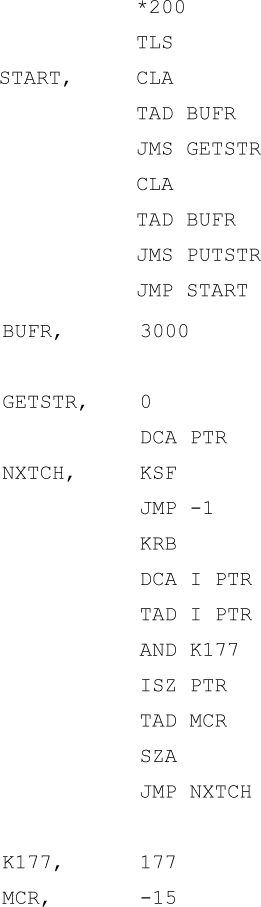 *200
TLS
START, CLA
TAD BUFR
JMS GETSTR
CLA
TAD BUFR
JMS PUTSTR
JMP START
BUFR, 3000
GETSTR, 0
DCA PTR
NXTCH, KSF
JMP -1
KRB
DCA I PTR
TAD I PTR
AND K177
ISZ PTR
TAD MCR
SZA
JMP NXTCH
K177, 177
MCR, -15